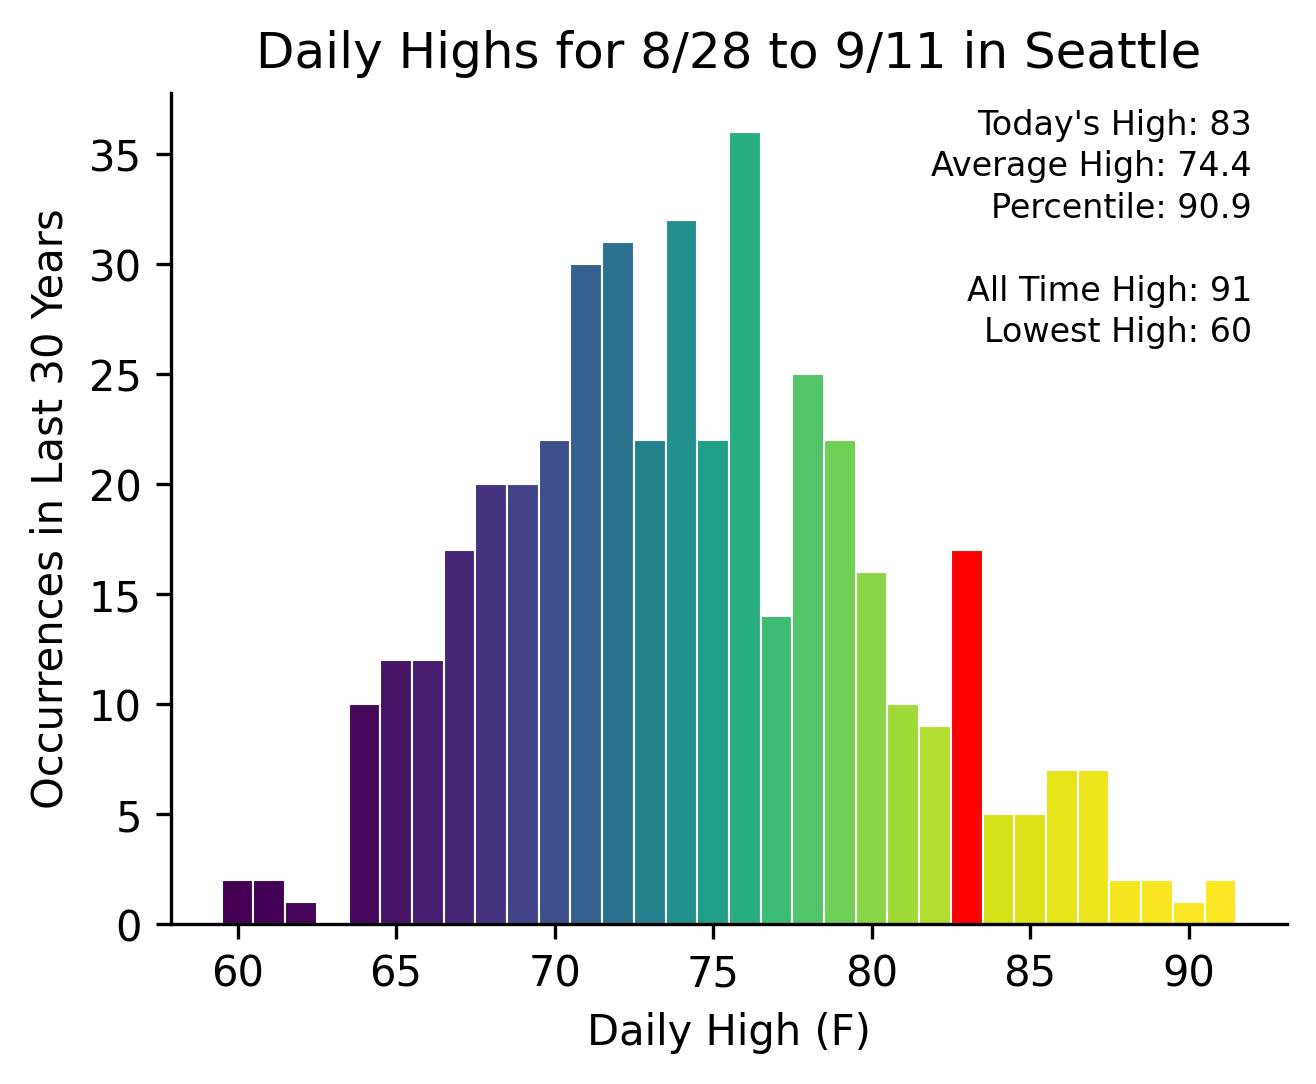 Daily Highs for 8/28 to 9/11 in Seattle
Today's High: 83
Average High: 74.4
Percentile: 90.9
All Time High: 91
Lowest High: 60
Occurrences in Last 30 Years
35
30
25
20
15
10
5
0
60 65 70 75 80 85 90
Daily High (F)